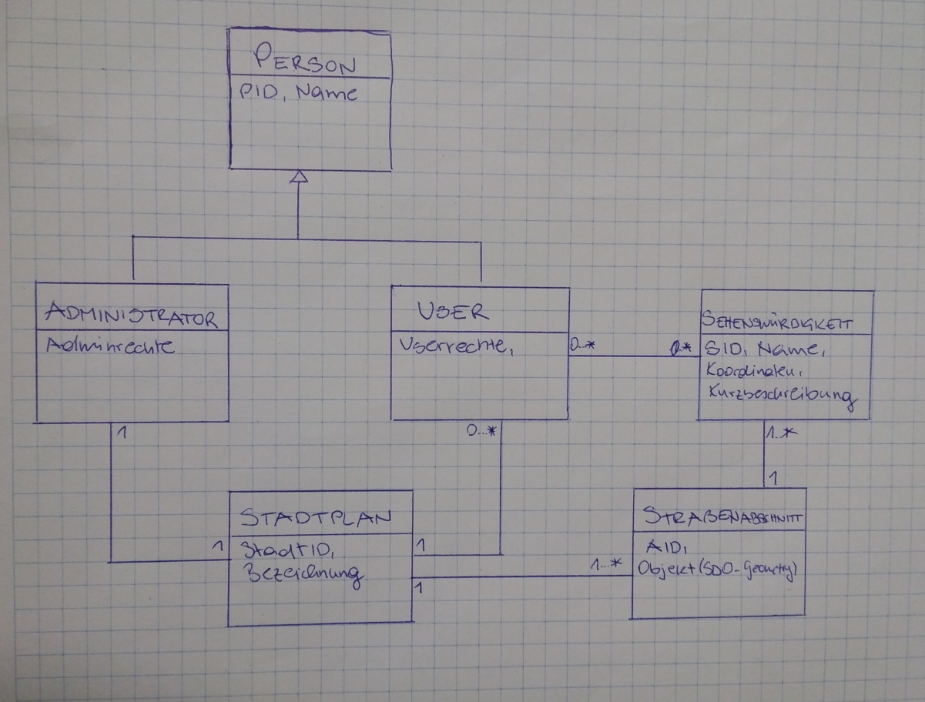 PERSON
PID, Name
ADMINISTRATOR
Adminrechte
USER
Userrechte,
0..*
0..*
SEHENSWÜRDIGKEIT
SID, Name,
Koordinaten,
Kurzbeschreibung
1
0...*
1..*
1
STADTPLAN
StadtID,
Bezeichnung
1
1
1
1..*
STRAßENABSCHNITT
AID,
Objekt (SDO-Geometry)